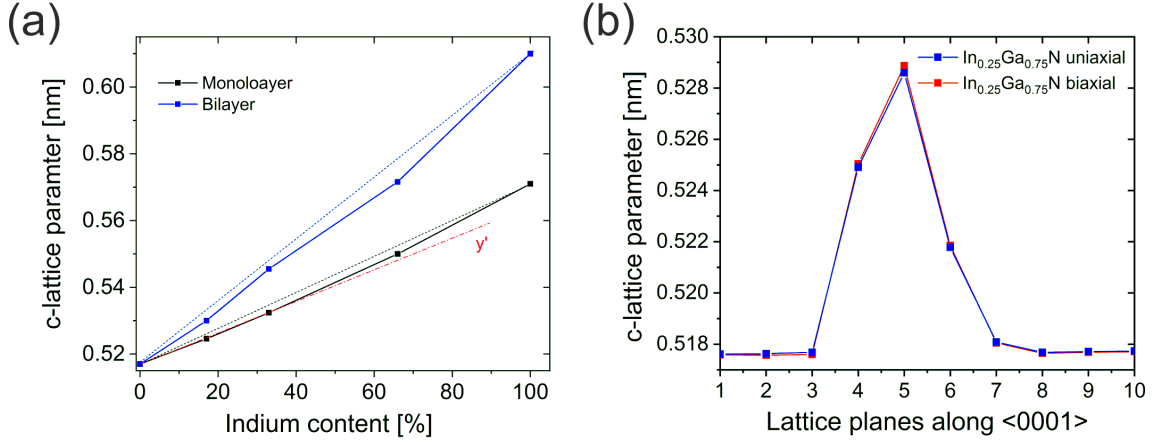 (a)
Monoloayer
Bilayer
y'
0.60
0.58
0.56
0.54
0.52
c-lattice paramter [nm]
0 20 40 60 80 100
Indium content [%]
(b)
In0.25Ga0.75N uniaxial
In0.25Ga0.75N biaxial
0.530
0.528
0.526
0.524
0.522
0.520
0.518
c-lattice parameter [nm]
1 2 3 4 5 6 7 8 9 10
Lattice planes along <0001>